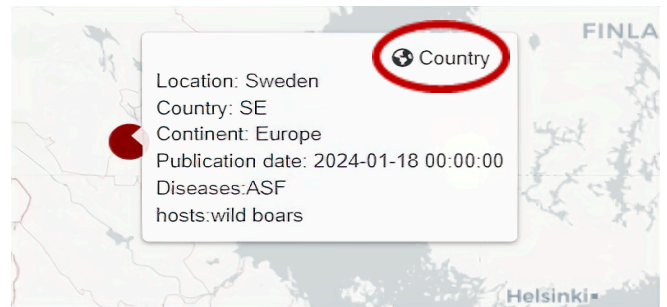 FINLA
Country
Location: Sweden
Country: SE
Continent: Europe
Publication date: 2024-01-18 00:00:00
Diseases:ASF
hosts:wild boars
Helsinki